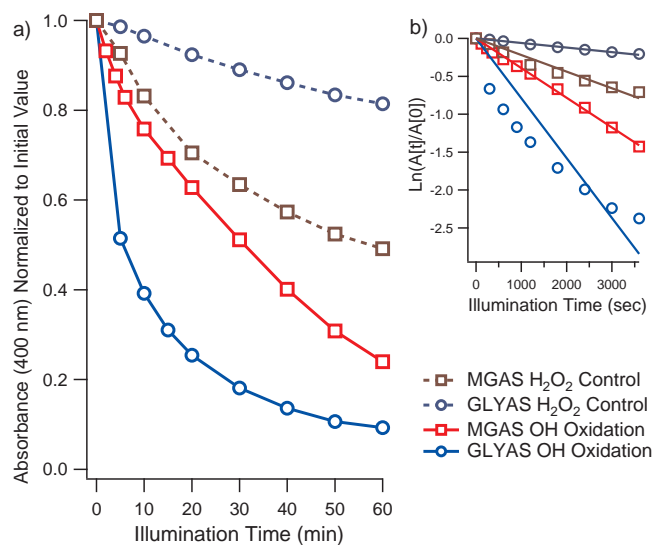 a)
Absorbance (400 nm) Normalized to Initial Value
1.0
0.8
0.6
0.4
0.2
0.0
0
10
20
30
40
50
60
Illumination Time (min)
b)
Ln(A[t]/A[0])
0.0
-0.5
-1.0
-1.5
-2.0
-2.5
0
1000
2000
3000
Illumination Time (sec)
MGAS H₂O₂ Control
GLYAS H₂O₂ Control
MGAS OH Oxidation
GLYAS OH Oxidation